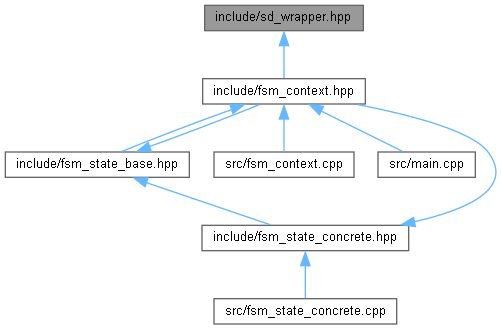 include/sd_wrapper.hpp
include/fsm_context.hpp
include/fsm_state_base.hpp
src/fsm_context.cpp
src/main.cpp
include/fsm_state_concrete.hpp
src/fsm_state_concrete.cpp